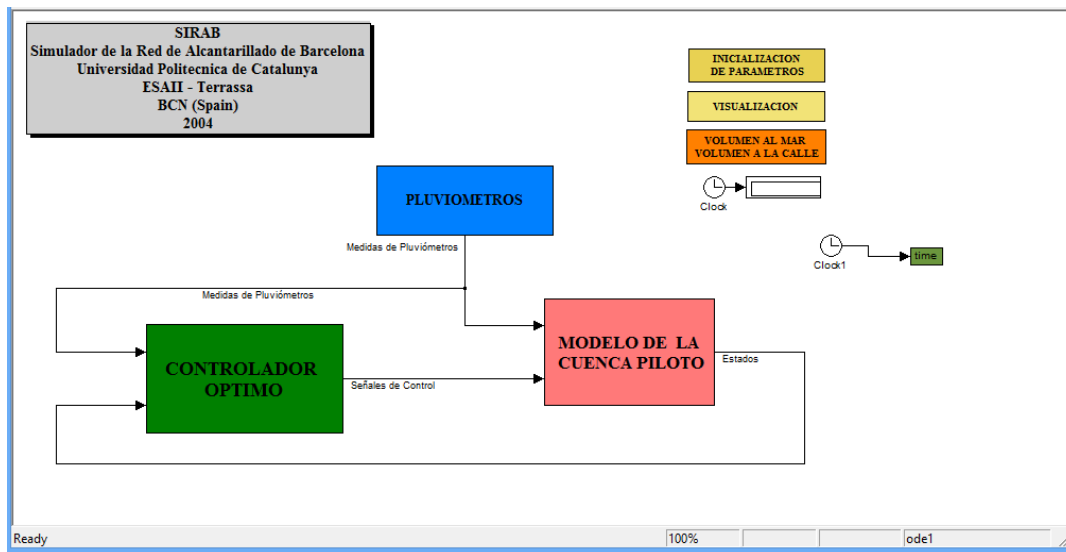 SIRAB
Simulador de la Red de Alcantarillado de Barcelona
Universidad Politecnica de Catalunya
ESAII - Terrassa
BCN (Spain)
2004
INICIALIZACION
DE PARAMETROS
VISUALIZACION
VOLUMEN AL MAR
VOLUMEN A LA CALLE
Clock
PLUVIOMETROS
Medidas de Pluviómetros
Clock1
time
Medidas de Pluviómetros
CONTROLADOR
OPTIMO
Señales de Control
MODELO DE LA
CUENCA PILOTO
Estados
Ready
100%
ode1